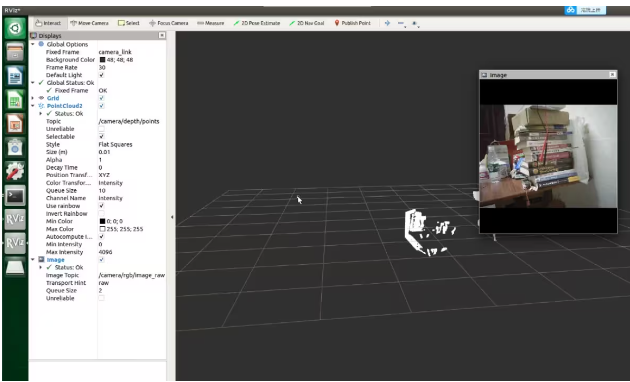 RViz*
Interact Move Camera Select Focus Camera Measure 2D Pose Estimate 2D Nav Goal Publish Point
Displays
Global Options
Fixed Frame camera_link
Background Color 48; 48; 48
Frame Rate 30
Default Light
Global Status: Ok
Fixed Frame OK
Grid
PointCloud2
Status: Ok
Topic /camera/depth/points
Unreliable
Selectable
Style Flat Squares
Size (m) 0.01
Alpha 1
Decay Time 0
Position Transf... XYZ
Color Transfor... Intensity
Queue Size 10
Channel Name Intensity
Use rainbow
Invert Rainbow
Min Color 0; 0; 0
Max Color 255; 255; 255
Autocompute I...
Min Intensity 0
Max Intensity 4096
Image
Status: Ok
Image Topic /camera/rgb/image_raw
Transport Hint raw
Queue Size 2
Unreliable
Image
RViz
RViz